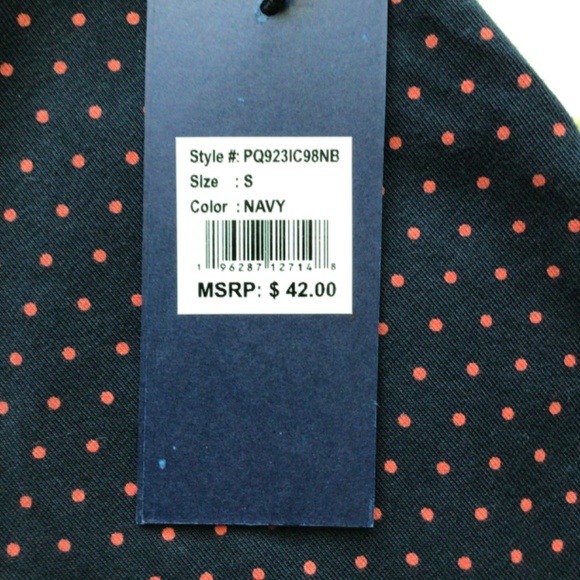 Style #: PQ923IC98NB
Size : S
Color : NAVY
1 96287 12714 8
MSRP: $ 42.00